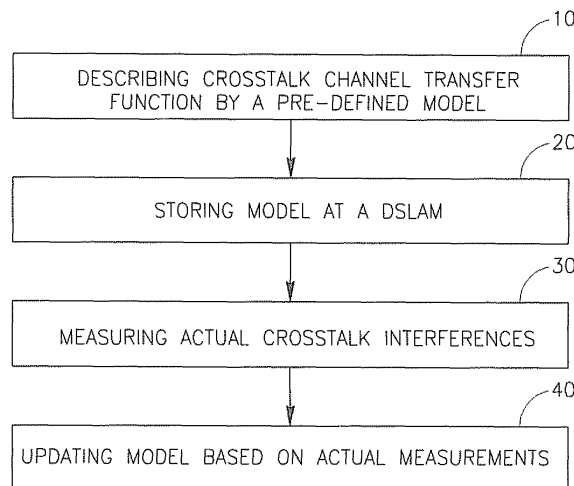 10
DESCRIBING CROSSTALK CHANNEL TRANSFER
FUNCTION BY A PRE-DEFINED MODEL
20
STORING MODEL AT A DSLAM
30
MEASURING ACTUAL CROSSTALK INTERFERENCES
40
UPDATING MODEL BASED ON ACTUAL MEASUREMENTS